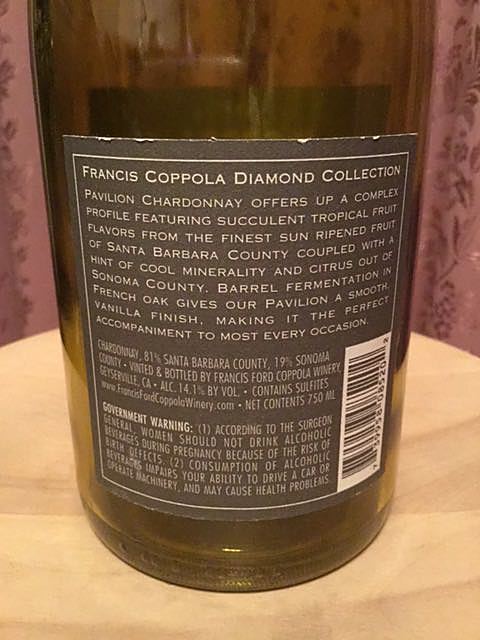 FRANCIS COPPOLA DIAMOND COLLECTION
PAVILION CHARDONNAY OFFERS UP A COMPLEX
PROFILE FEATURING SUCCULENT TROPICAL FRUIT
FLAVORS FROM THE FINEST SUN RIPENED FRUIT
OF SANTA BARBARA COUNTY COUPLED WITH A
HINT OF COOL MINERALITY AND CITRUS OUT OF
SONOMA COUNTY. BARREL FERMENTATION IN
FRENCH OAK GIVES OUR PAVILION A SMOOTH,
VANILLA FINISH, MAKING IT THE PERFECT
ACCOMPANIMENT TO MOST EVERY OCCASION.
CHARDONNAY, 81% SANTA BARBARA COUNTY, 19% SONOMA
COUNTY • VINTED & BOTTLED BY FRANCIS FORD COPPOLA WINERY,
GEYSERVILLE, CA • ALC. 14.1% BY VOL. • CONTAINS SULFITES
www.FrancisFordCoppolaWinery.com • NET CONTENTS 750 ML
GOVERNMENT WARNING: (1) ACCORDING TO THE SURGEON
GENERAL, WOMEN SHOULD NOT DRINK ALCOHOLIC
BEVERAGES DURING PREGNANCY BECAUSE OF THE RISK OF
BIRTH DEFECTS. (2) CONSUMPTION OF ALCOHOLIC
BEVERAGES IMPAIRS YOUR ABILITY TO DRIVE A CAR OR
OPERATE MACHINERY, AND MAY CAUSE HEALTH PROBLEMS.